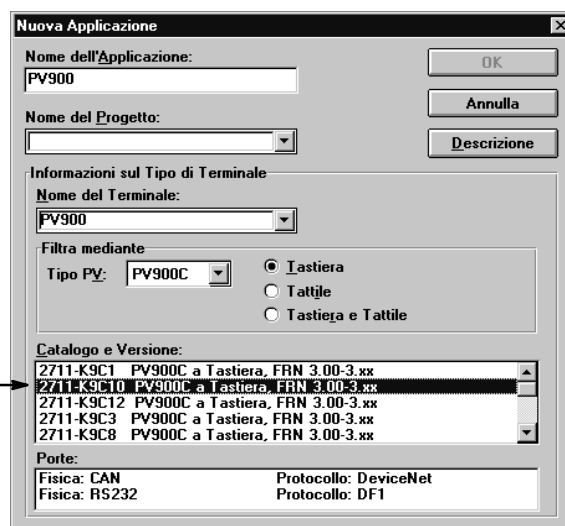 Nuova Applicazione
Nome dell'Applicazione:
PV900
OK
Annulla
Nome del Progetto:
Descrizione
Informazioni sul Tipo di Terminale
Nome del Terminale:
PV900
Filtra mediante
Tipo PV: PV900C
Tastiera
Tattile
Tastiera e Tattile
Catalogo e Versione:
2711-K9C1 PV900C a Tastiera, FRN 3.00-3.xx
2711-K9C10 PV900C a Tastiera, FRN 3.00-3.xx
2711-K9C12 PV900C a Tastiera, FRN 3.00-3.xx
2711-K9C3 PV900C a Tastiera, FRN 3.00-3.xx
2711-K9C8 PV900C a Tastiera, FRN 3.00-3.xx
Porte:
Fisica: CAN Protocollo: DeviceNet
Fisica: RS232 Protocollo: DF1